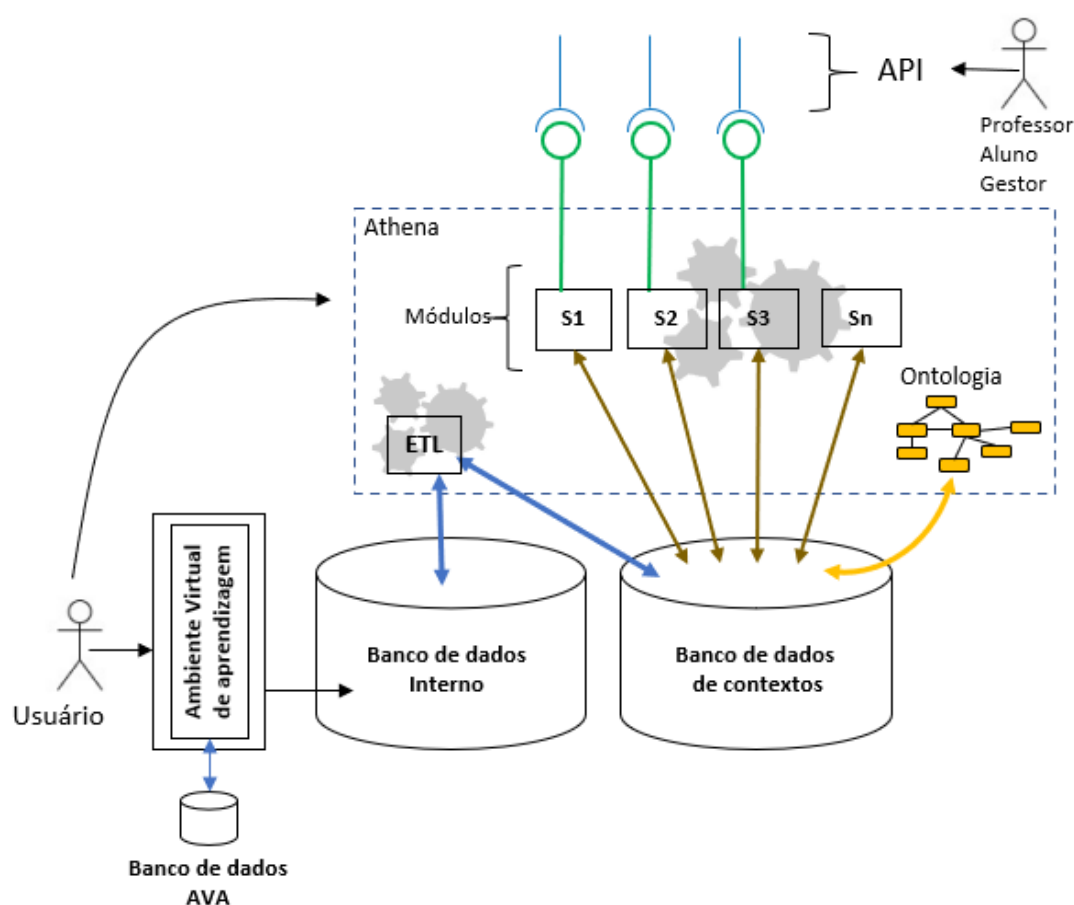 API
Professor
Aluno
Gestor
Athena
Módulos
S1
S2
S3
Sn
Ontologia
ETL
Ambiente Virtual
de aprendizagem
Banco de dados
Interno
Banco de dados
de contextos
Usuário
Banco de dados
AVA